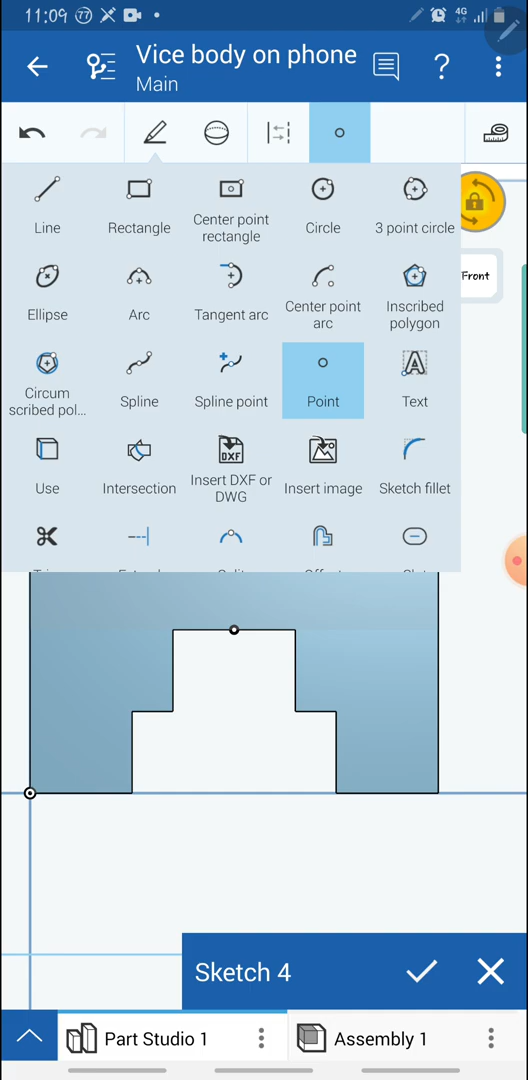 11:09 77 4G
Vice body on phone
Main
?
Line Rectangle Center point rectangle Circle 3 point circle
Front
Ellipse Arc Tangent arc Center point arc Inscribed polygon
Circum scribed pol... Spline Spline point Point Text
Use Intersection Insert DXF or DWG Insert image Sketch fillet
Sketch 4
Part Studio 1 Assembly 1